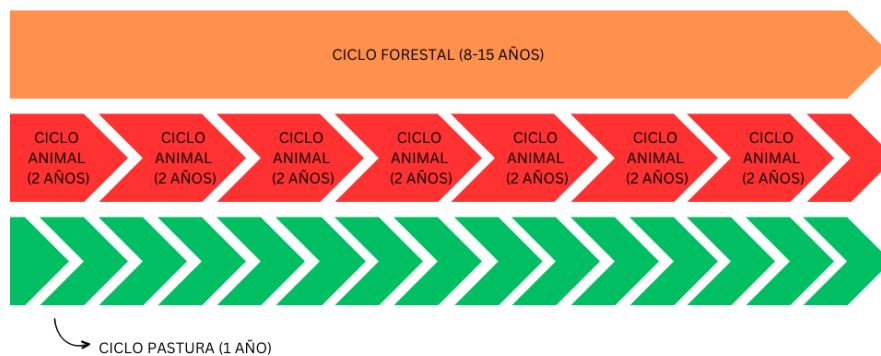 CICLO FORESTAL (8-15 AÑOS)
CICLO
ANIMAL
(2 AÑOS)
CICLO
ANIMAL
(2 AÑOS)
CICLO
ANIMAL
(2 AÑOS)
CICLO
ANIMAL
(2 AÑOS)
CICLO
ANIMAL
(2 AÑOS)
CICLO
ANIMAL
(2 AÑOS)
CICLO
ANIMAL
(2 AÑOS)
CICLO PASTURA (1 AÑO)